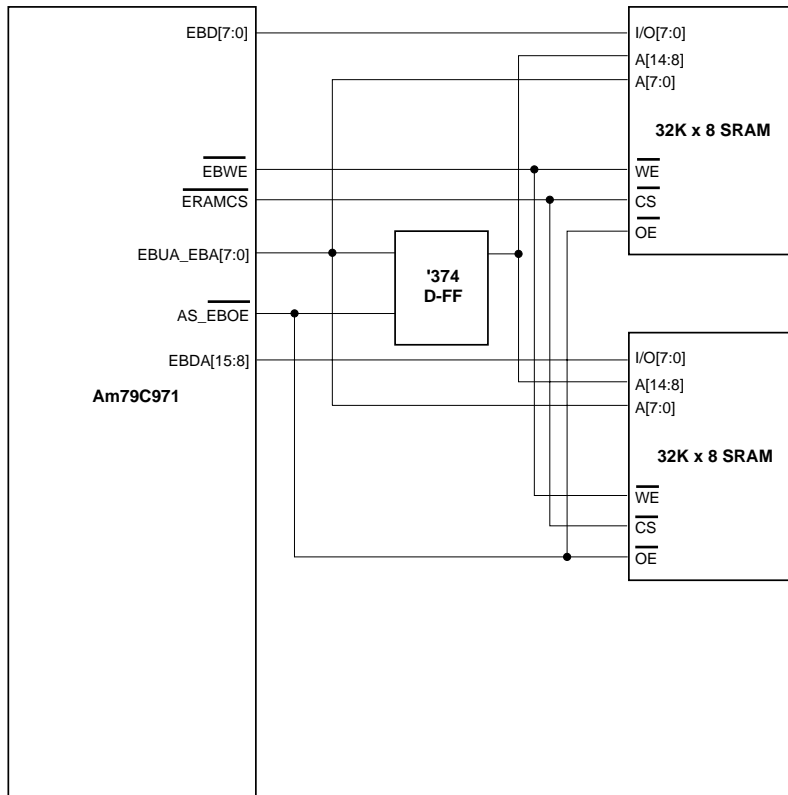 EBD[7:0]
EBWE
ERAMCS
EBUA_EBA[7:0]
AS_EBOE
EBDA[15:8]
Am79C971
'374
D-FF
I/O[7:0]
A[14:8]
A[7:0]
32K x 8 SRAM
WE
CS
OE
I/O[7:0]
A[14:8]
A[7:0]
32K x 8 SRAM
WE
CS
OE